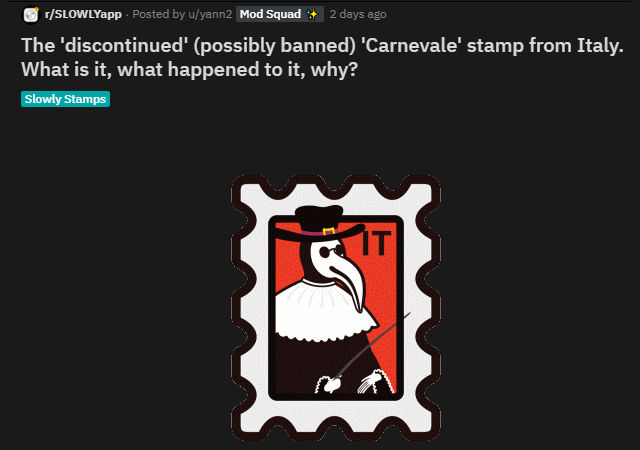 r/SLOWLYapp · Posted by u/yann2 Mod Squad ✨ 2 days ago
The 'discontinued' (possibly banned) 'Carnevale' stamp from Italy.
What is it, what happened to it, why?
Slowly Stamps
IT